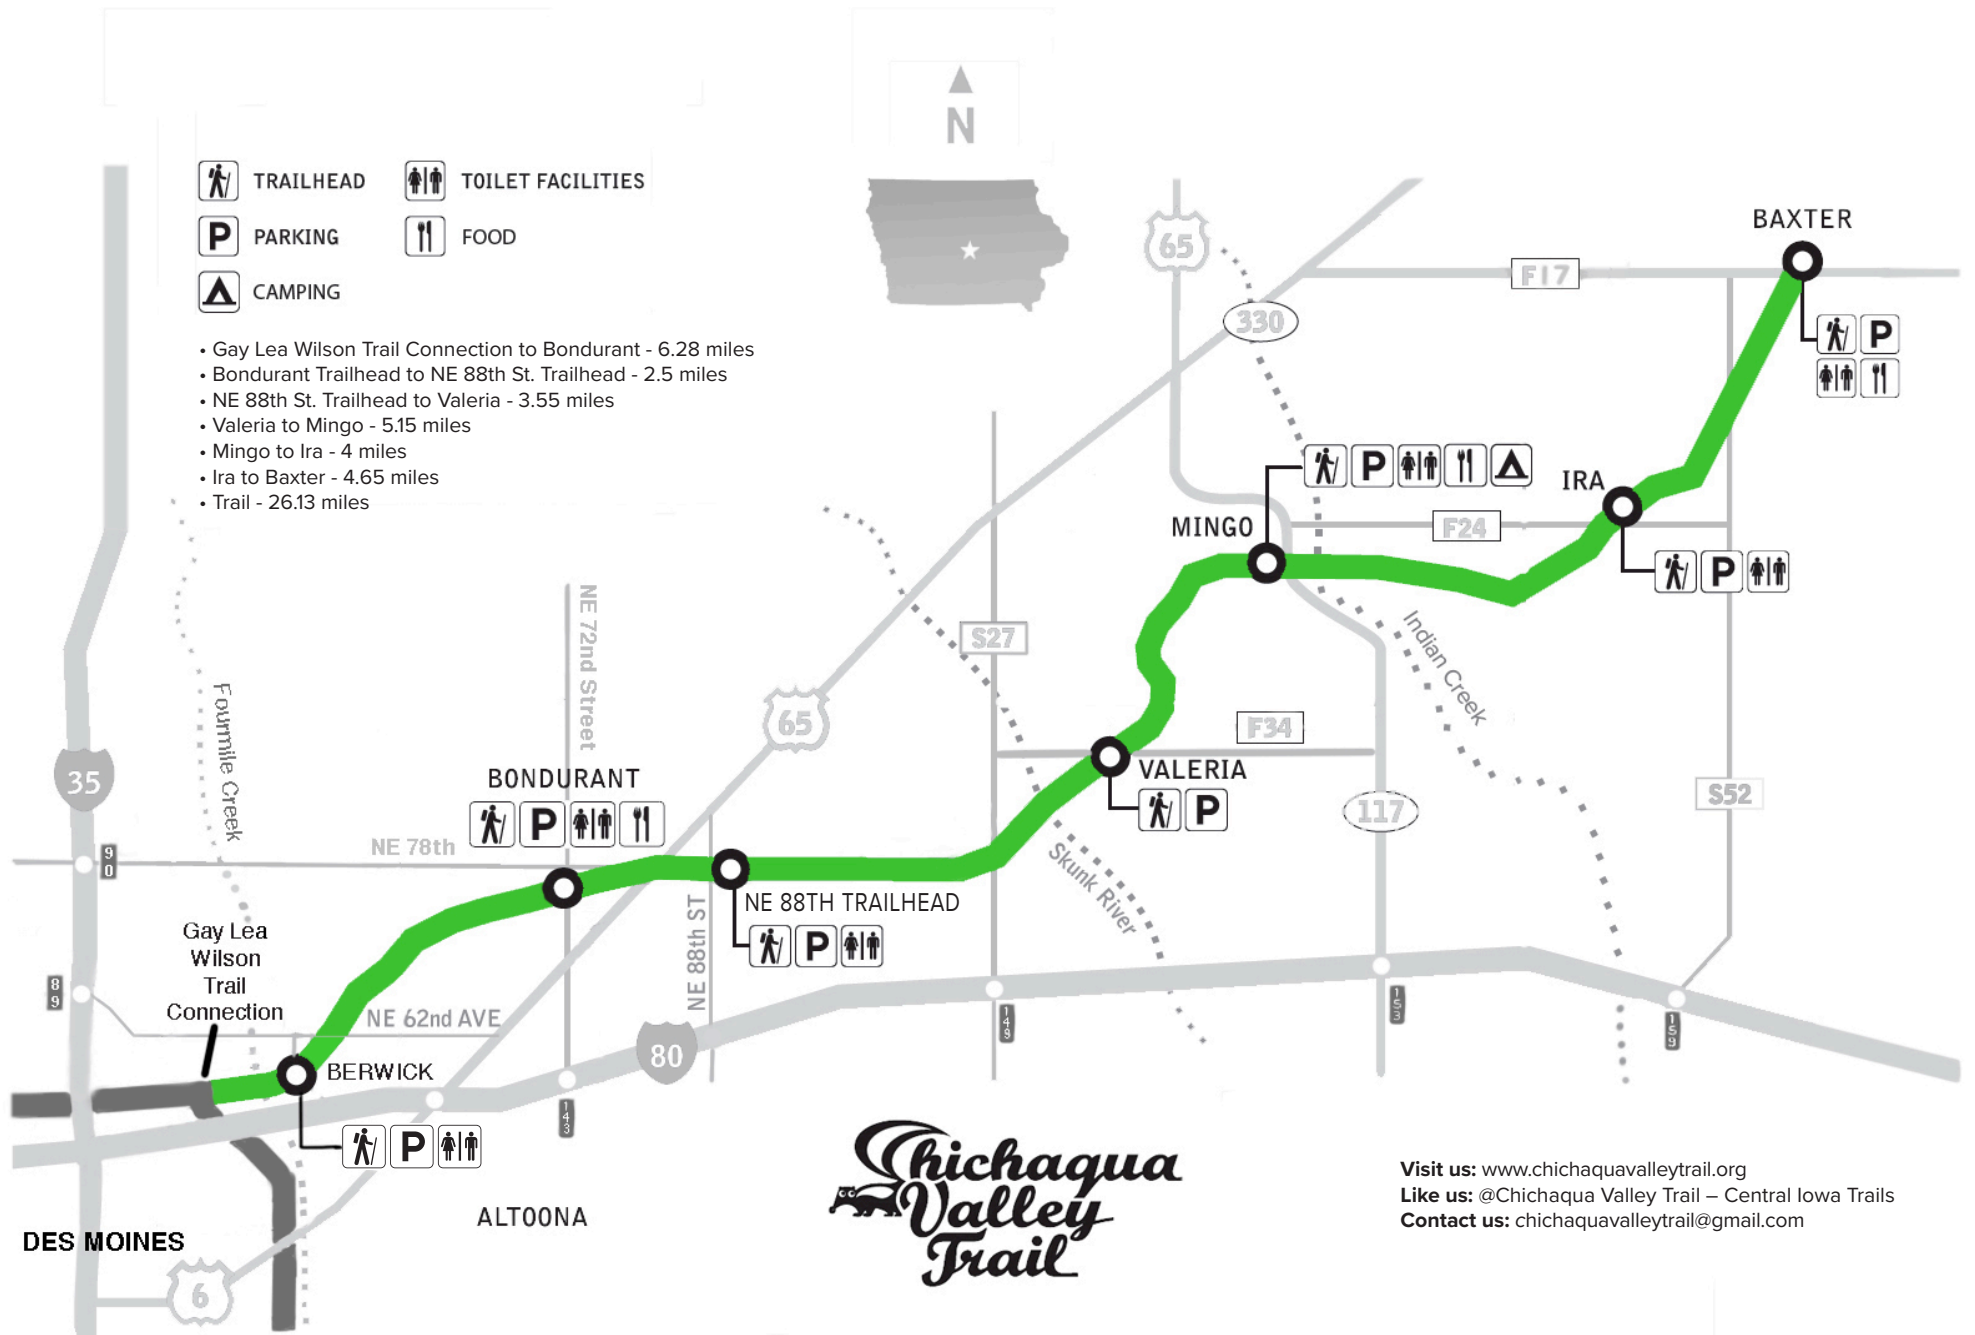 N
TRAILHEAD
TOILET FACILITIES
P
PARKING
FOOD
CAMPING
• Gay Lea Wilson Trail Connection to Bondurant - 6.28 miles
• Bondurant Trailhead to NE 88th St. Trailhead - 2.5 miles
• NE 88th St. Trailhead to Valeria - 3.55 miles
• Valeria to Mingo - 5.15 miles
• Mingo to Ira - 4 miles
• Ira to Baxter - 4.65 miles
• Trail - 26.13 miles
65
BAXTER
F17
330
P
P
IRA
MINGO
F24
P
NE 72nd Street
S27
Indian Creek
Fourmile Creek
65
F34
35
BONDURANT
VALERIA
S52
P
P
117
NE 78th
90
Skunk River
NE 88TH TRAILHEAD
NE 88th ST
P
Gay Lea
Wilson
Trail
Connection
89
NE 62nd AVE
149
153
159
80
BERWICK
143
P
Chichaqua
Valley
Trail
Visit us: www.chichaquavalleytrail.org
Like us: @Chichaqua Valley Trail – Central Iowa Trails
Contact us: chichaquavalleytrail@gmail.com
ALTOONA
DES MOINES
6